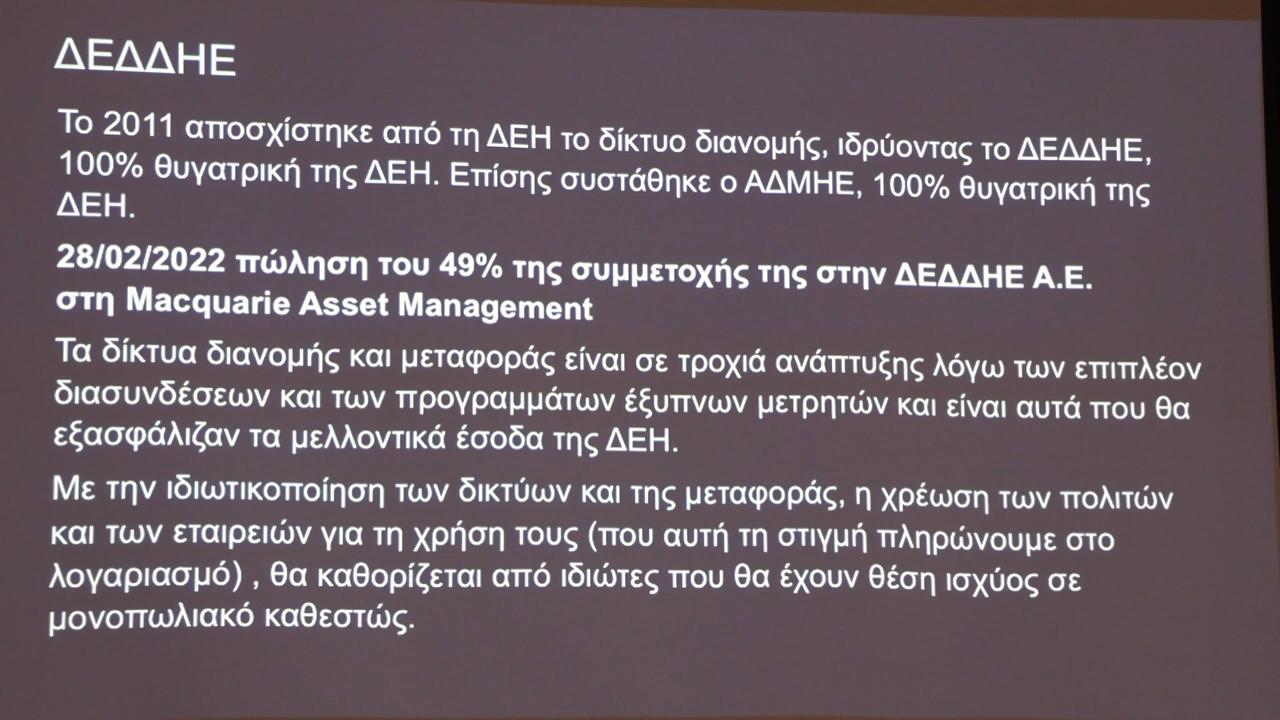 ΔΕΔΔΗΕ
Το 2011 αποσχίστηκε από τη ΔΕΗ το δίκτυο διανομής, ιδρύοντας το ΔΕΔΔΗΕ,
100% θυγατρική της ΔΕΗ. Επίσης συστάθηκε ο ΑΔΜΗΕ, 100% θυγατρική της
ΔΕΗ.
28/02/2022 πώληση του 49% της συμμετοχής της στην ΔΕΔΔΗΕ Α.Ε.
στη Macquarie Asset Management
Τα δίκτυα διανομής και μεταφοράς είναι σε τροχιά ανάπτυξης λόγω των επιπλέον
διασυνδέσεων και των προγραμμάτων έξυπνων μετρητών και είναι αυτά που θα
εξασφάλιζαν τα μελλοντικά έσοδα της ΔΕΗ.
Με την ιδιωτικοποίηση των δικτύων και της μεταφοράς, η χρέωση των πολιτών
και των εταιρειών για τη χρήση τους (που αυτή τη στιγμή πληρώνουμε στο
λογαριασμό) , θα καθορίζεται από ιδιώτες που θα έχουν θέση ισχύος σε
μονοπωλιακό καθεστώς.